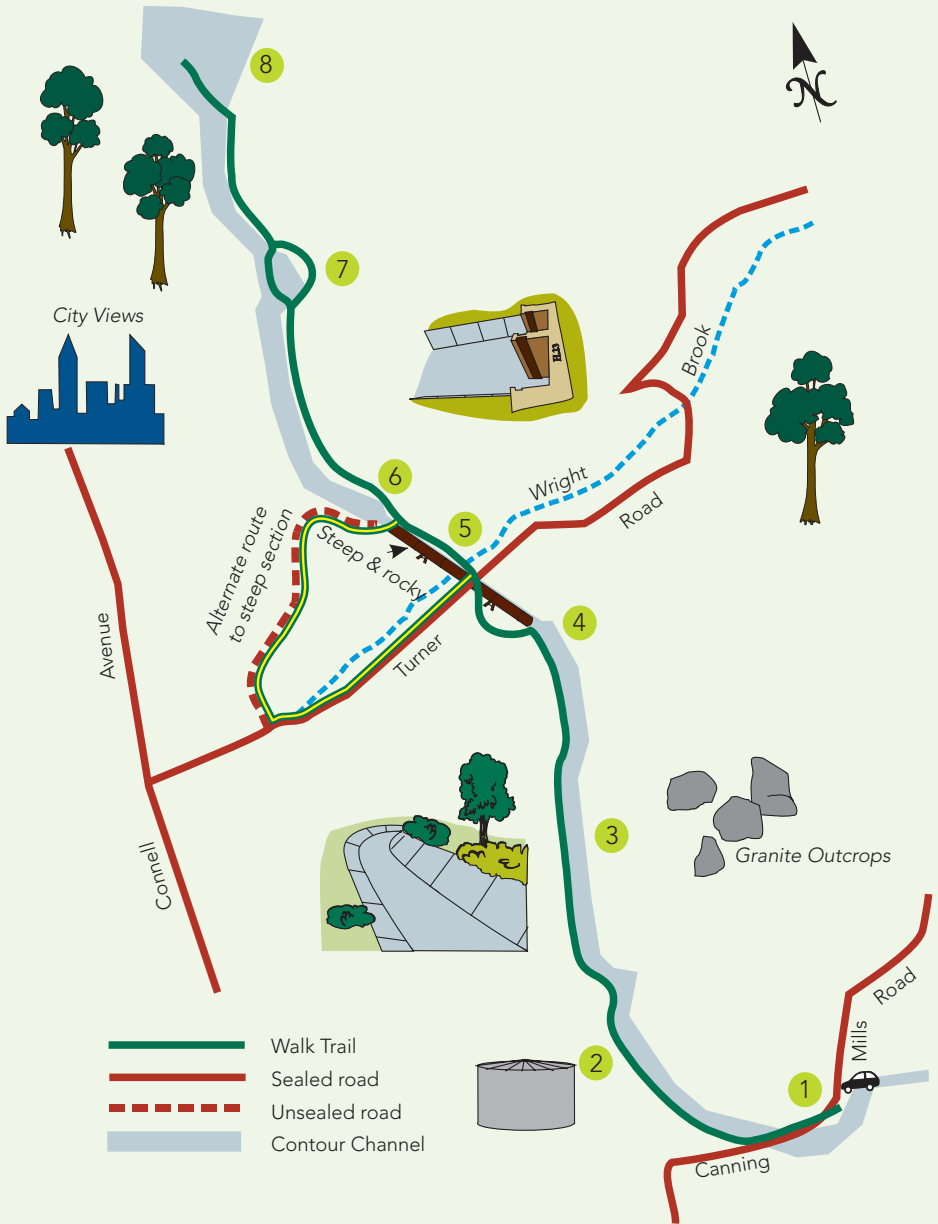 8
N
7
City Views
H.23
Brook
6
Wright
5
Road
Alternate route
to steep section
Steep & rocky
4
Turner
Avenue
3
Granite Outcrops
Connell
Road
Mills
2
1
Canning
Walk Trail
Sealed road
Unsealed road
Contour Channel